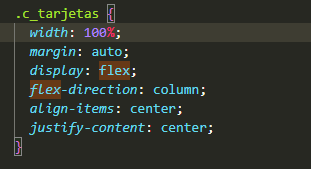 .c_tarjetas {
width: 100%;
margin: auto;
display: flex;
flex-direction: column;
align-items: center;
justify-content: center;
}